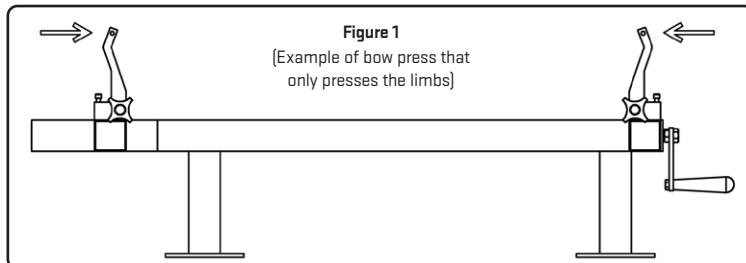 Figure 1
(Example of bow press that
only presses the limbs)